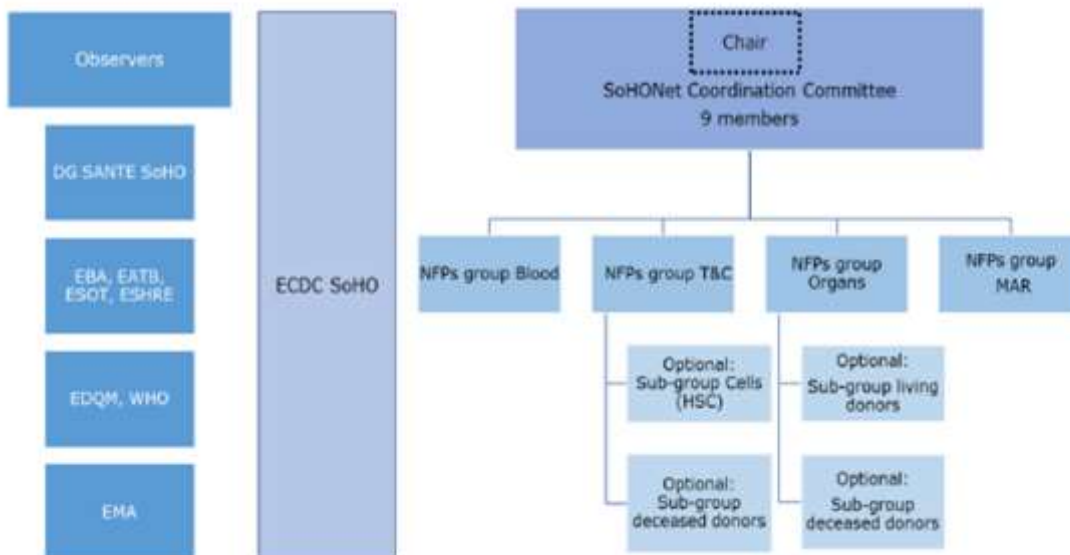 Observers
DG SANTE SoHO
EBA, EATB,
ESOT, ESHRE
EDQM, WHO
EMA
ECDC SoHO
Chair
SoHONet Coordination Committee
9 members
NFPs group Blood
NFPs group T&C
NFPs group
Organs
NFPs group
MAR
Optional:
Sub-group Cells
(HSC)
Optional:
Sub-group
deceased donors
Optional:
Sub-group living
donors
Optional:
Sub-group
deceased donors